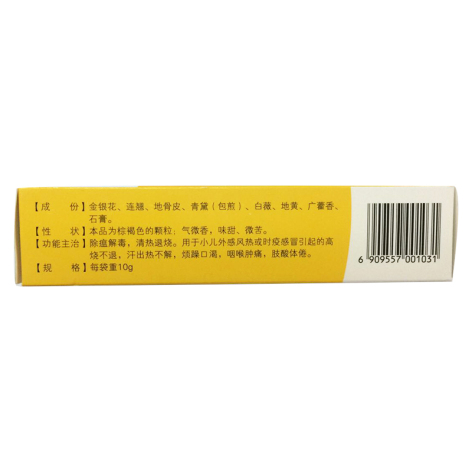 【成　　份】金银花、连翘、地骨皮、青黛（包煎）、白薇、地黄、广藿香、
石膏。
【性　　状】本品为棕褐色的颗粒；气微香，味甜、微苦。
【功能主治】除瘟解毒，清热退烧。用于小儿外感风热或时疫感冒引起的高
烧不退，汗出热不解，烦躁口渴，咽喉肿痛，肢酸体倦。
【规　　格】每袋重10g
6 909557 001031